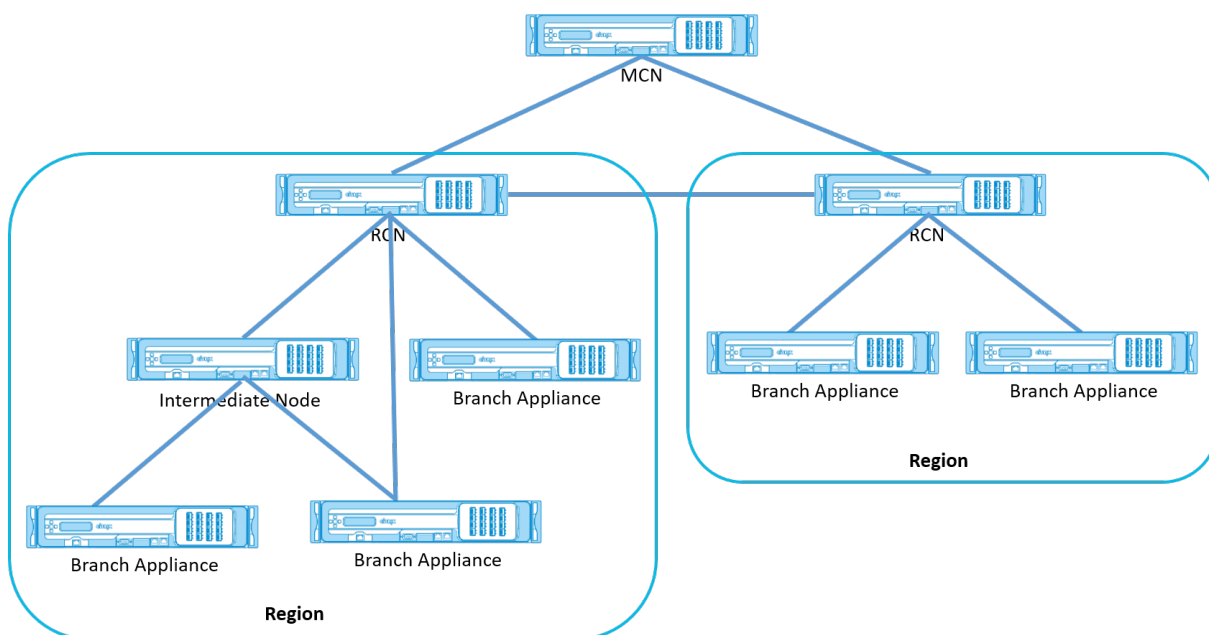 MCN
RCN
RCN
Intermediate Node
Branch Appliance
Branch Appliance
Branch Appliance
Region
Branch Appliance
Branch Appliance
Region